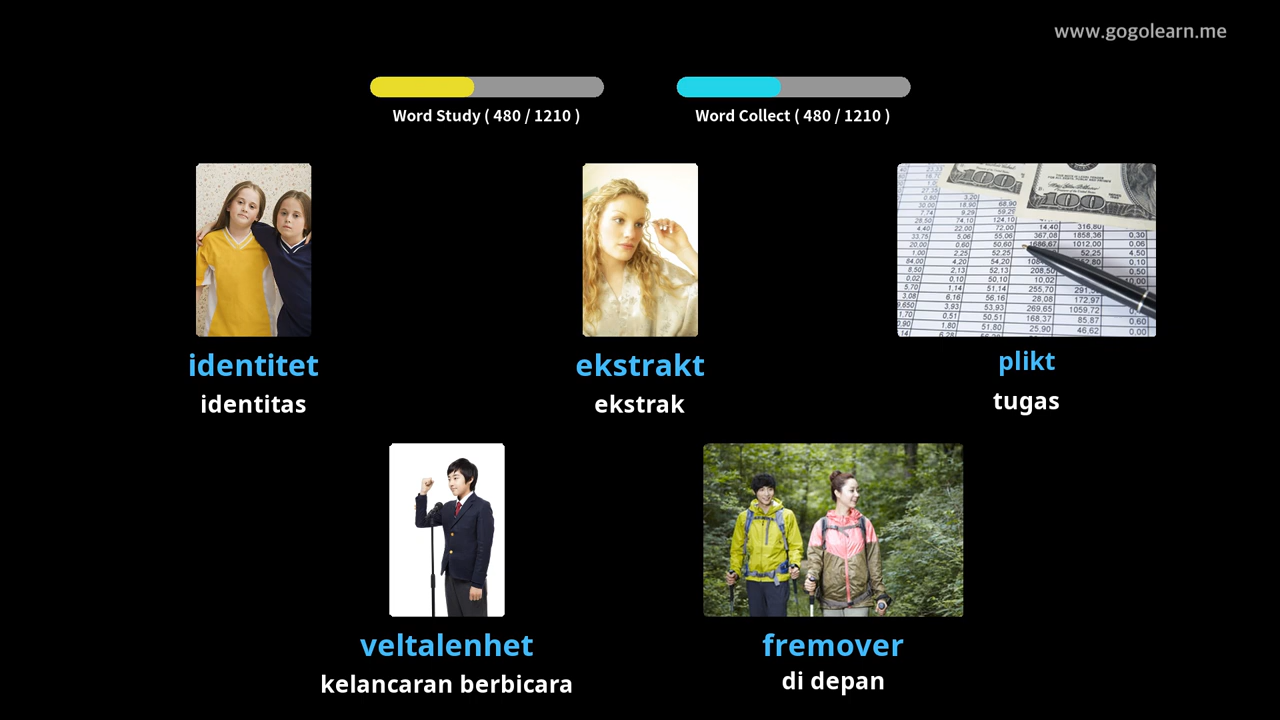 www.gogolearn.me
Word Study ( 480 / 1210 )
Word Collect ( 480 / 1210 )
identitet
identitas
ekstrakt
ekstrak
plikt
tugas
veltalenhet
kelancaran berbicara
fremover
di depan